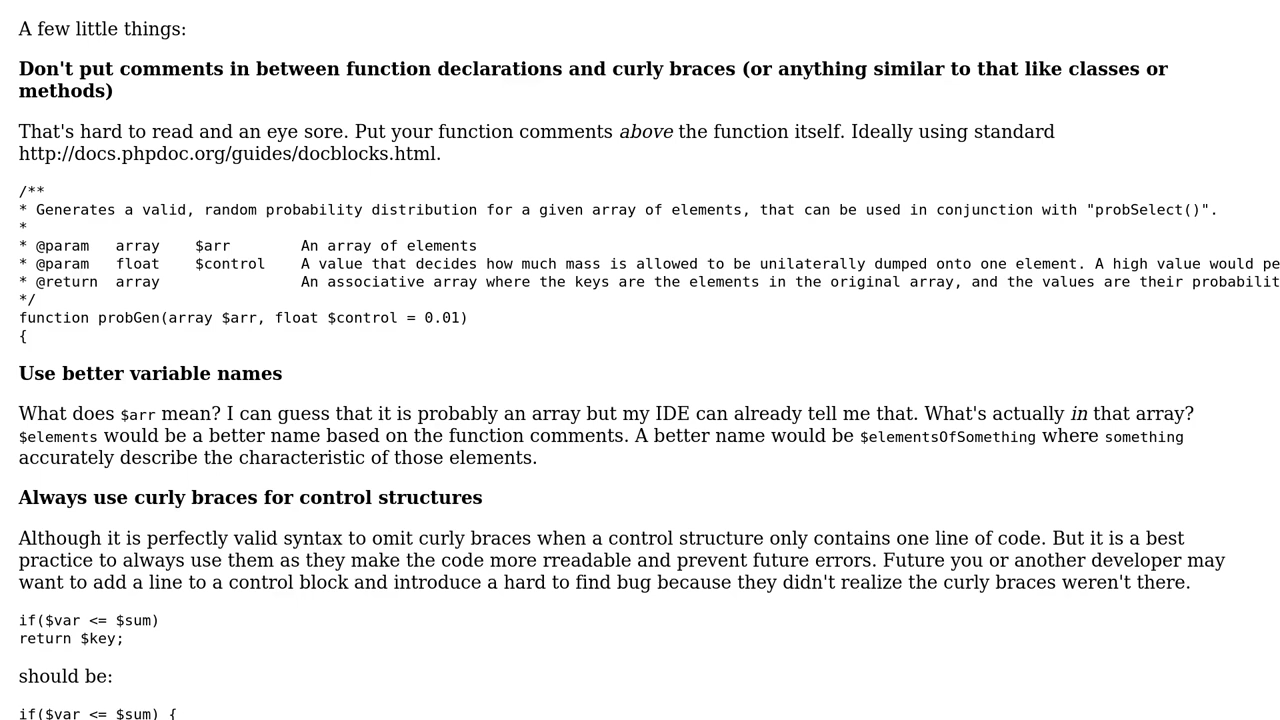 A few little things:
Don't put comments in between function declarations and curly braces (or anything similar to that like classes or
methods)
That's hard to read and an eye sore. Put your function comments above the function itself. Ideally using standard
http://docs.phpdoc.org/guides/docblocks.html.
/**
* Generates a valid, random probability distribution for a given array of elements, that can be used in conjunction with "probSelect()".
*
* @param   array    $arr        An array of elements
* @param   float    $control    A value that decides how much mass is allowed to be unilaterally dumped onto one element. A high value would pe
* @return  array                An associative array where the keys are the elements in the original array, and the values are their probabilit
*/
function probGen(array $arr, float $control = 0.01)
{
Use better variable names
What does $arr mean? I can guess that it is probably an array but my IDE can already tell me that. What's actually in that array?
$elements would be a better name based on the function comments. A better name would be $elementsOfSomething where something
accurately describe the characteristic of those elements.
Always use curly braces for control structures
Although it is perfectly valid syntax to omit curly braces when a control structure only contains one line of code. But it is a best
practice to always use them as they make the code more rreadable and prevent future errors. Future you or another developer may
want to add a line to a control block and introduce a hard to find bug because they didn't realize the curly braces weren't there.
if($var <= $sum)
return $key;
should be:
if($var <= $sum) {